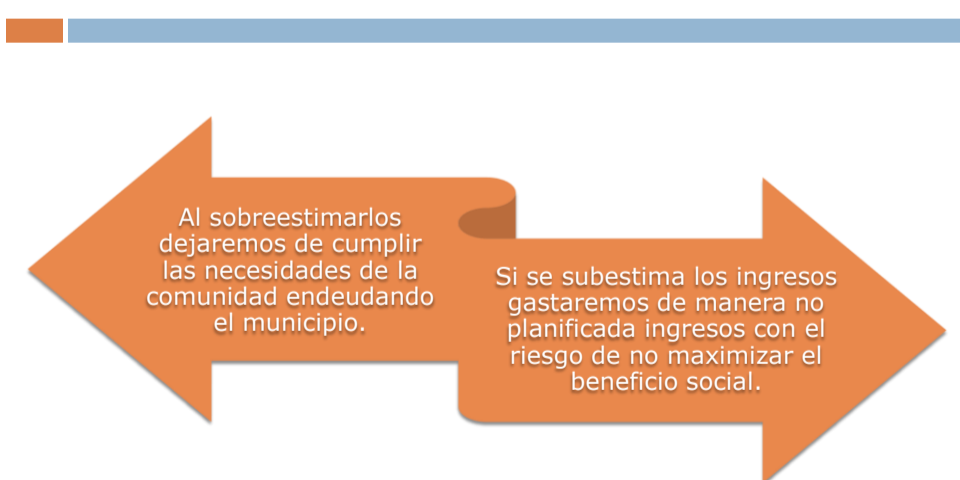 Al sobreestimarlos
dejaremos de cumplir
las necesidades de la
comunidad endeudando
el municipio.
Si se subestima los ingresos
gastaremos de manera no
planificada ingresos con el
riesgo de no maximizar el
beneficio social.